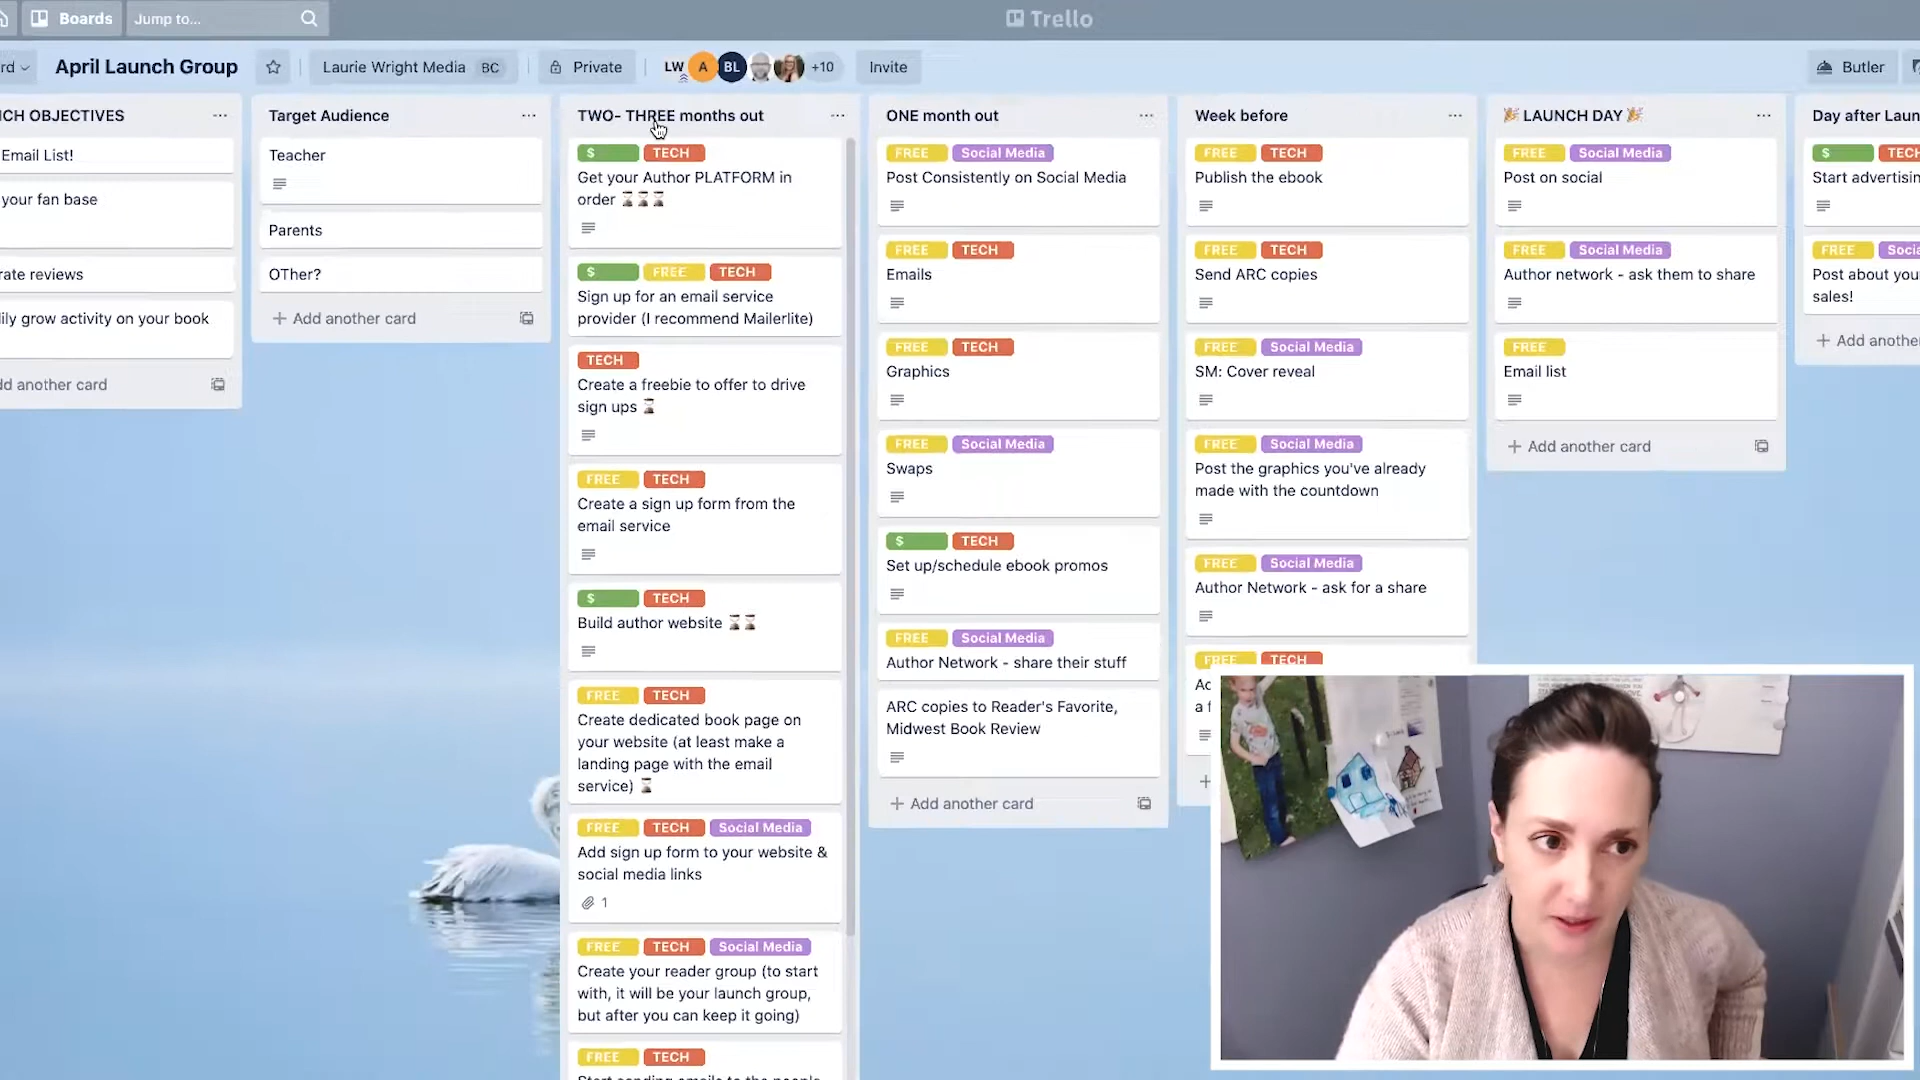 Boards
Jump to...
Trello
rd
April Launch Group
Laurie Wright Media BC
Private
LW A BL +10
Invite
Butler
NCH OBJECTIVES
Email List!
your fan base
rate reviews
ily grow activity on your book
dd another card
Target Audience
Teacher
Parents
OTher?
+ Add another card
TWO- THREE months out
$ TECH
Get your Author PLATFORM in
order
$ FREE TECH
Sign up for an email service
provider (I recommend Mailerlite)
TECH
Create a freebie to offer to drive
sign ups
FREE TECH
Create a sign up form from the
email service
$ TECH
Build author website
FREE TECH
Create dedicated book page on
your website (at least make a
landing page with the email
service)
FREE TECH Social Media
Add sign up form to your website &
social media links
1
FREE TECH Social Media
Create your reader group (to start
with, it will be your launch group,
but after you can keep it going)
FREE TECH
Start sending emails to the people
ONE month out
FREE Social Media
Post Consistently on Social Media
FREE TECH
Emails
FREE TECH
Graphics
FREE Social Media
Swaps
$ TECH
Set up/schedule ebook promos
FREE Social Media
Author Network - share their stuff
ARC copies to Reader's Favorite,
Midwest Book Review
+ Add another card
Week before
FREE TECH
Publish the ebook
FREE TECH
Send ARC copies
FREE Social Media
SM: Cover reveal
FREE Social Media
Post the graphics you've already
made with the countdown
FREE Social Media
Author Network - ask for a share
FREE TECH
Ac
a f
+
LAUNCH DAY
FREE Social Media
Post on social
FREE Social Media
Author network - ask them to share
FREE
Email list
+ Add another card
Day after Laun
$ TECH
Start advertisin
FREE Socia
Post about you
sales!
+ Add anothe